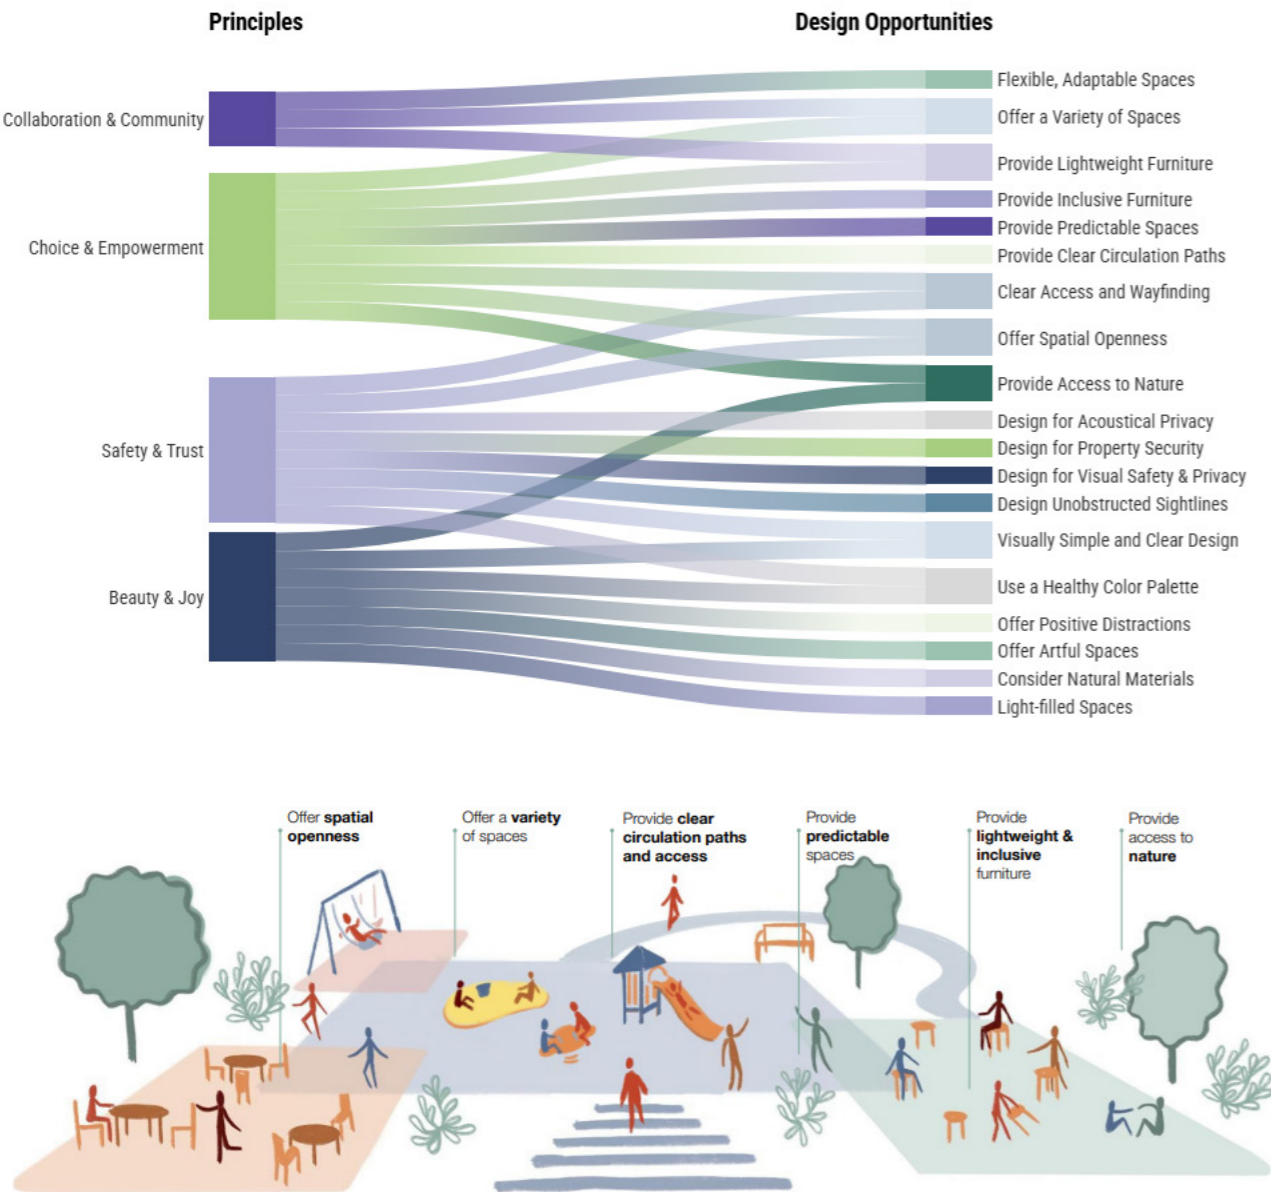 Principles
Design Opportunities
Collaboration & Community
Choice & Empowerment
Safety & Trust
Beauty & Joy
Flexible, Adaptable Spaces
Offer a Variety of Spaces
Provide Lightweight Furniture
Provide Inclusive Furniture
Provide Predictable Spaces
Provide Clear Circulation Paths
Clear Access and Wayfinding
Offer Spatial Openness
Provide Access to Nature
Design for Acoustical Privacy
Design for Property Security
Design for Visual Safety & Privacy
Design Unobstructed Sightlines
Visually Simple and Clear Design
Use a Healthy Color Palette
Offer Positive Distractions
Offer Artful Spaces
Consider Natural Materials
Light-filled Spaces
Offer spatial
openness
Offer a variety
of spaces
Provide clear
circulation paths
and access
Provide
predictable
spaces
Provide
lightweight &
inclusive
furniture
Provide
access to
nature